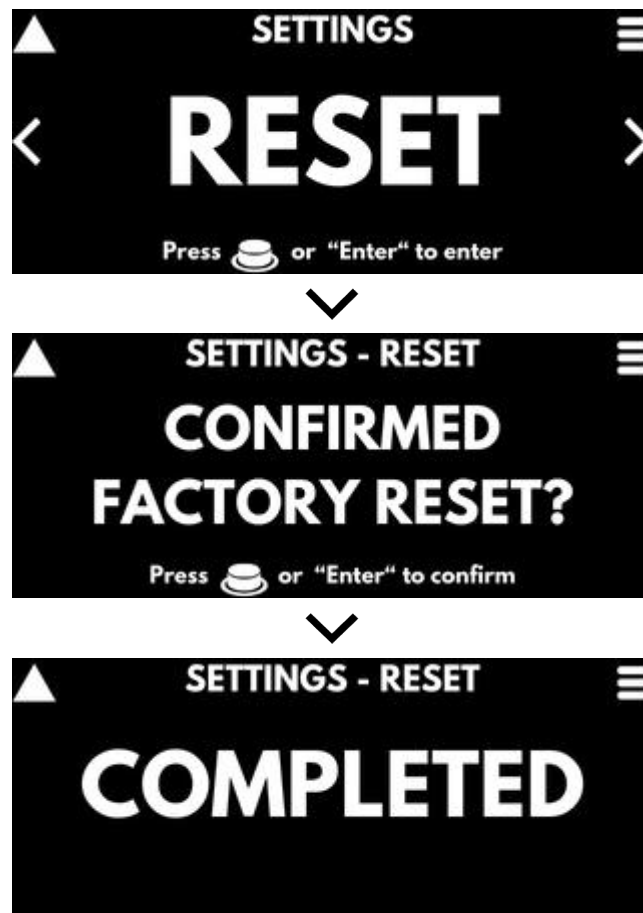 SETTINGS
RESET
Press or “Enter“ to enter
SETTINGS - RESET
CONFIRMED
FACTORY RESET?
Press or “Enter“ to confirm
SETTINGS - RESET
COMPLETED